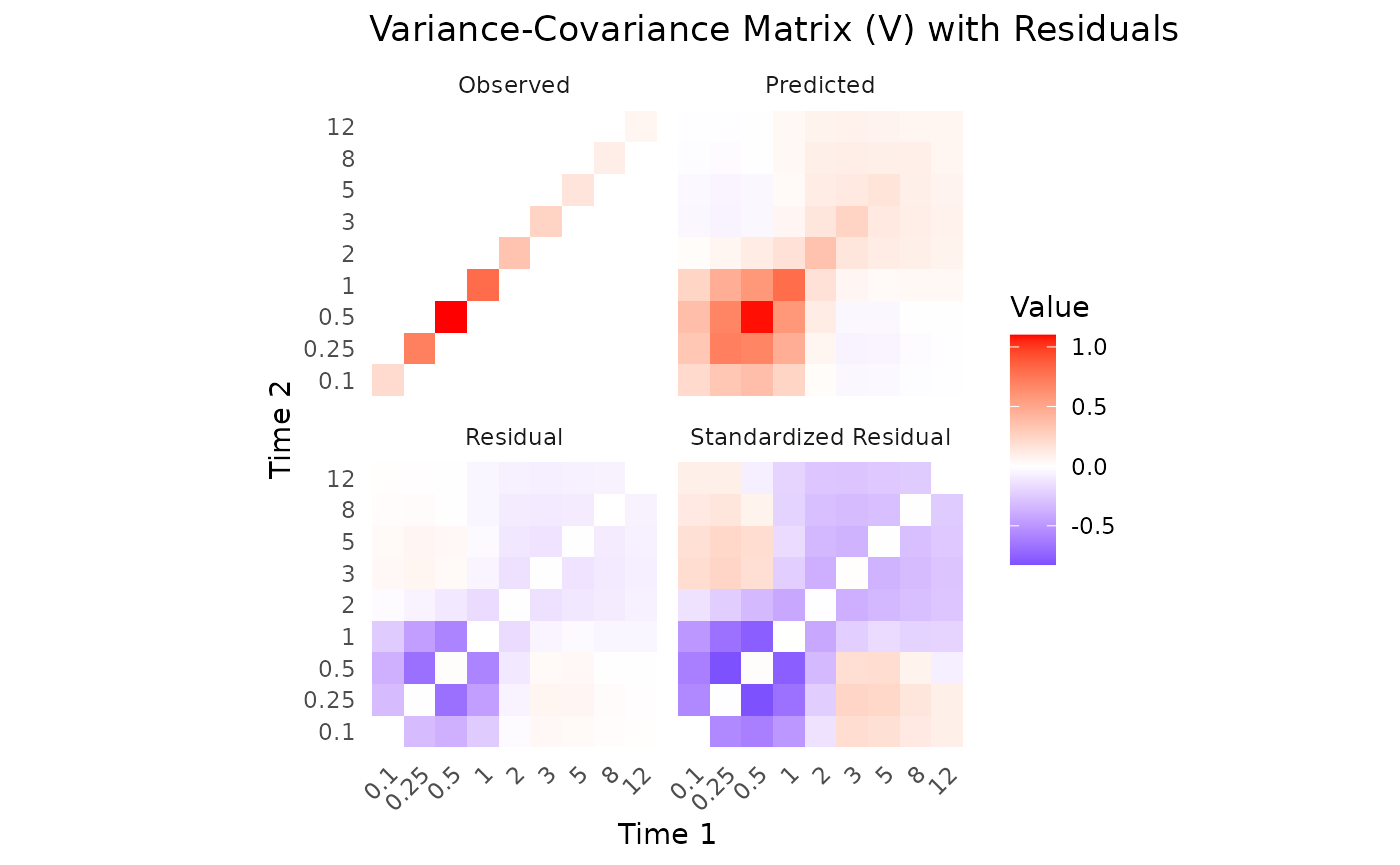 Variance-Covariance Matrix (V) with Residuals
Observed
Predicted
12
8
5
3
2
1
0.5
0.25
0.1
Time 2
Residual
Standardized Residual
12
8
5
3
2
1
0.5
0.25
0.1
0.1 0.25 0.5 1 2 3 5 8 12
0.1 0.25 0.5 1 2 3 5 8 12
Time 1
Value
1.0
0.5
0.0
-0.5